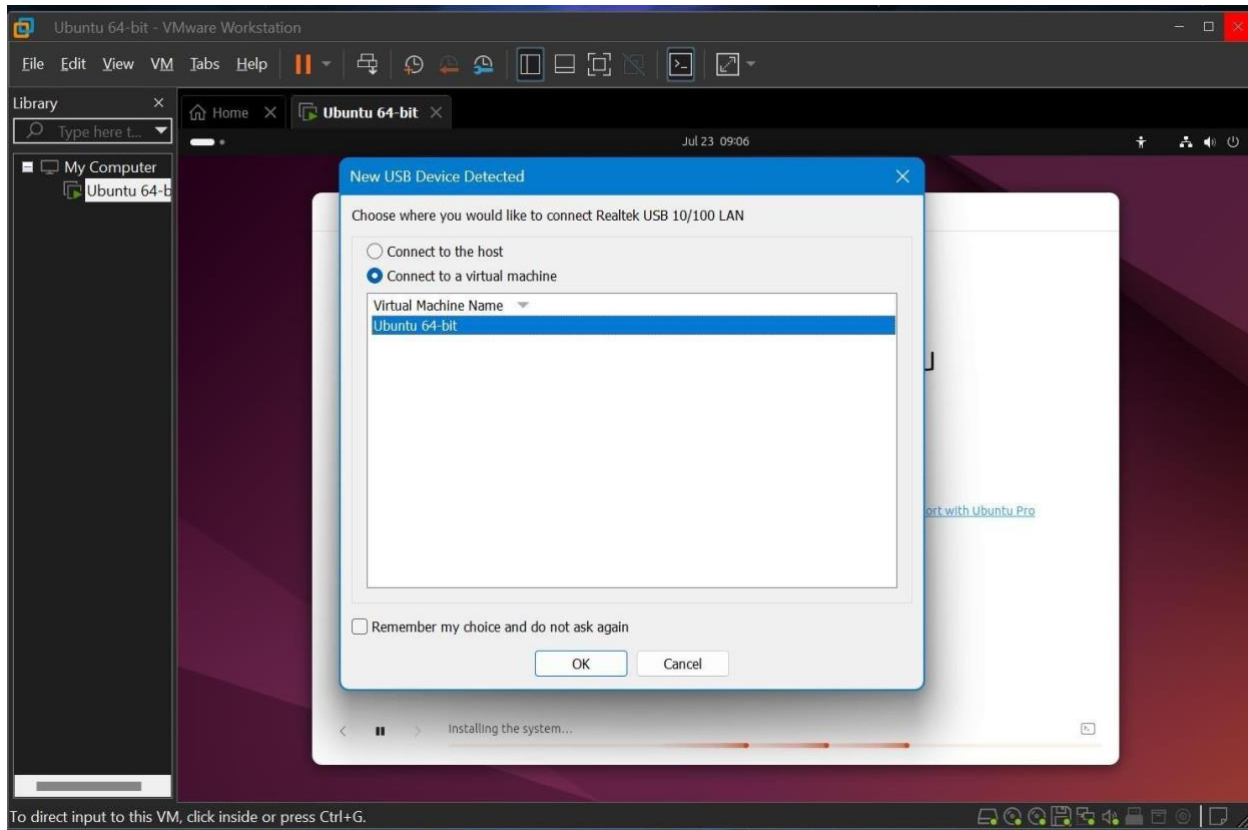 Ubuntu 64-bit - VMware Workstation
File Edit View VM Tabs Help
Library
Home
Ubuntu 64-bit
Type here t...
Jul 23 09:06
My Computer
Ubuntu 64-b
New USB Device Detected
Choose where you would like to connect Realtek USB 10/100 LAN
Connect to the host
Connect to a virtual machine
Virtual Machine Name
Ubuntu 64-bit
ort with Ubuntu Pro
Remember my choice and do not ask again
OK Cancel
Installing the system...
To direct input to this VM, click inside or press Ctrl+G.